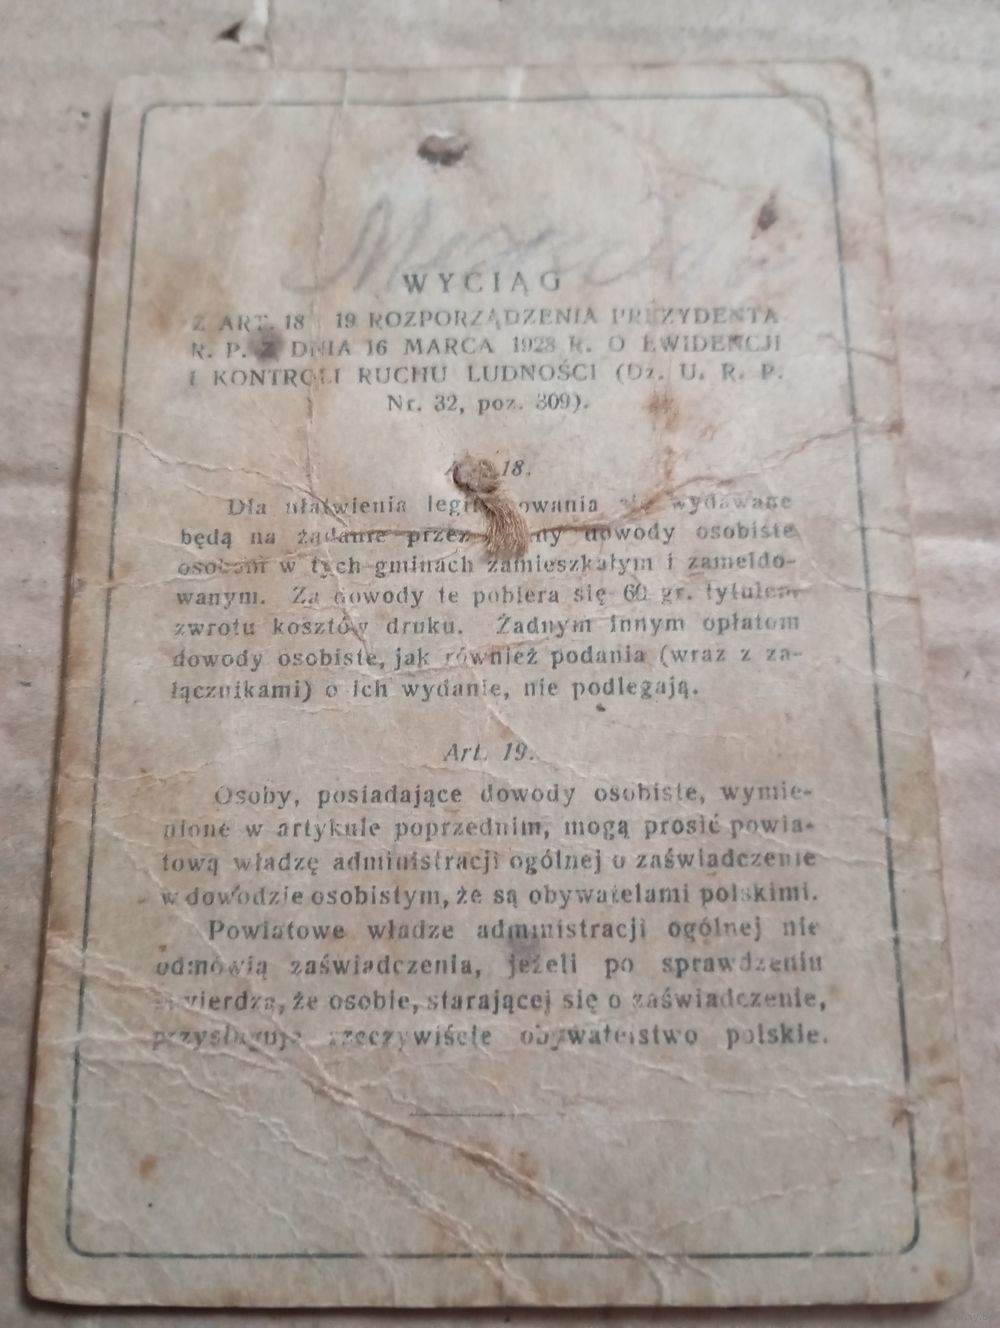 WYCIĄG
Z ART. 18 19 ROZPORZĄDZENIA PREZYDENTA
R. P. Z DNIA 16 MARCA 1928 R. O EWIDENCJI
I KONTROLI RUCHU LUDNOŚCI (Dz. U. R. P.
Nr. 32, poz. 309).
18.
Dla ułatwienia legitymowania się wydawane
będą na żądanie przez gminy dowody osobiste
osobom w tych gminach zamieszkałym i zameldo-
wanym. Za dowody te pobiera się 60 gr. tytułem
zwrotu kosztów druku. Żadnym innym opłatom
dowody osobiste, jak również podania (wraz z za-
łącznikami) o ich wydanie, nie podlegają.
Art. 19.
Osoby, posiadające dowody osobiste, wymie-
nione w artykule poprzednim, mogą prosić powia-
tową władzę administracji ogólnej o zaświadczenie
w dowodzie osobistym, że są obywatelami polskimi.
Powiatowe władze administracji ogólnej nie
odmówią zaświadczenia, jeżeli po sprawdzeniu
stwierdzą, że osobie, starającej się o zaświadczenie,
przysługuje rzeczywiście obywatelstwo polskie.